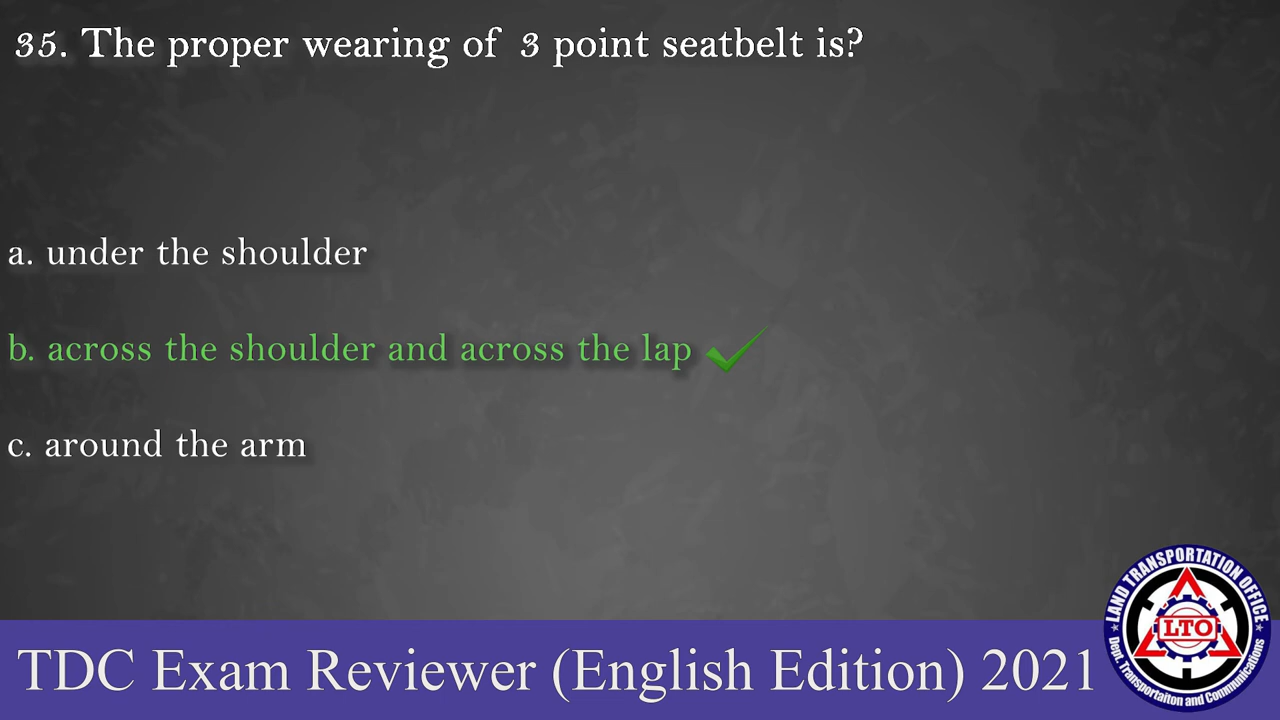 35. The proper wearing of 3 point seatbelt is?
a. under the shoulder
b. across the shoulder and across the lap
c. around the arm
TDC Exam Reviewer (English Edition) 2021
LAND TRANSPORTATION OFFICE
LTO
Dept. Transportaiton and Communications